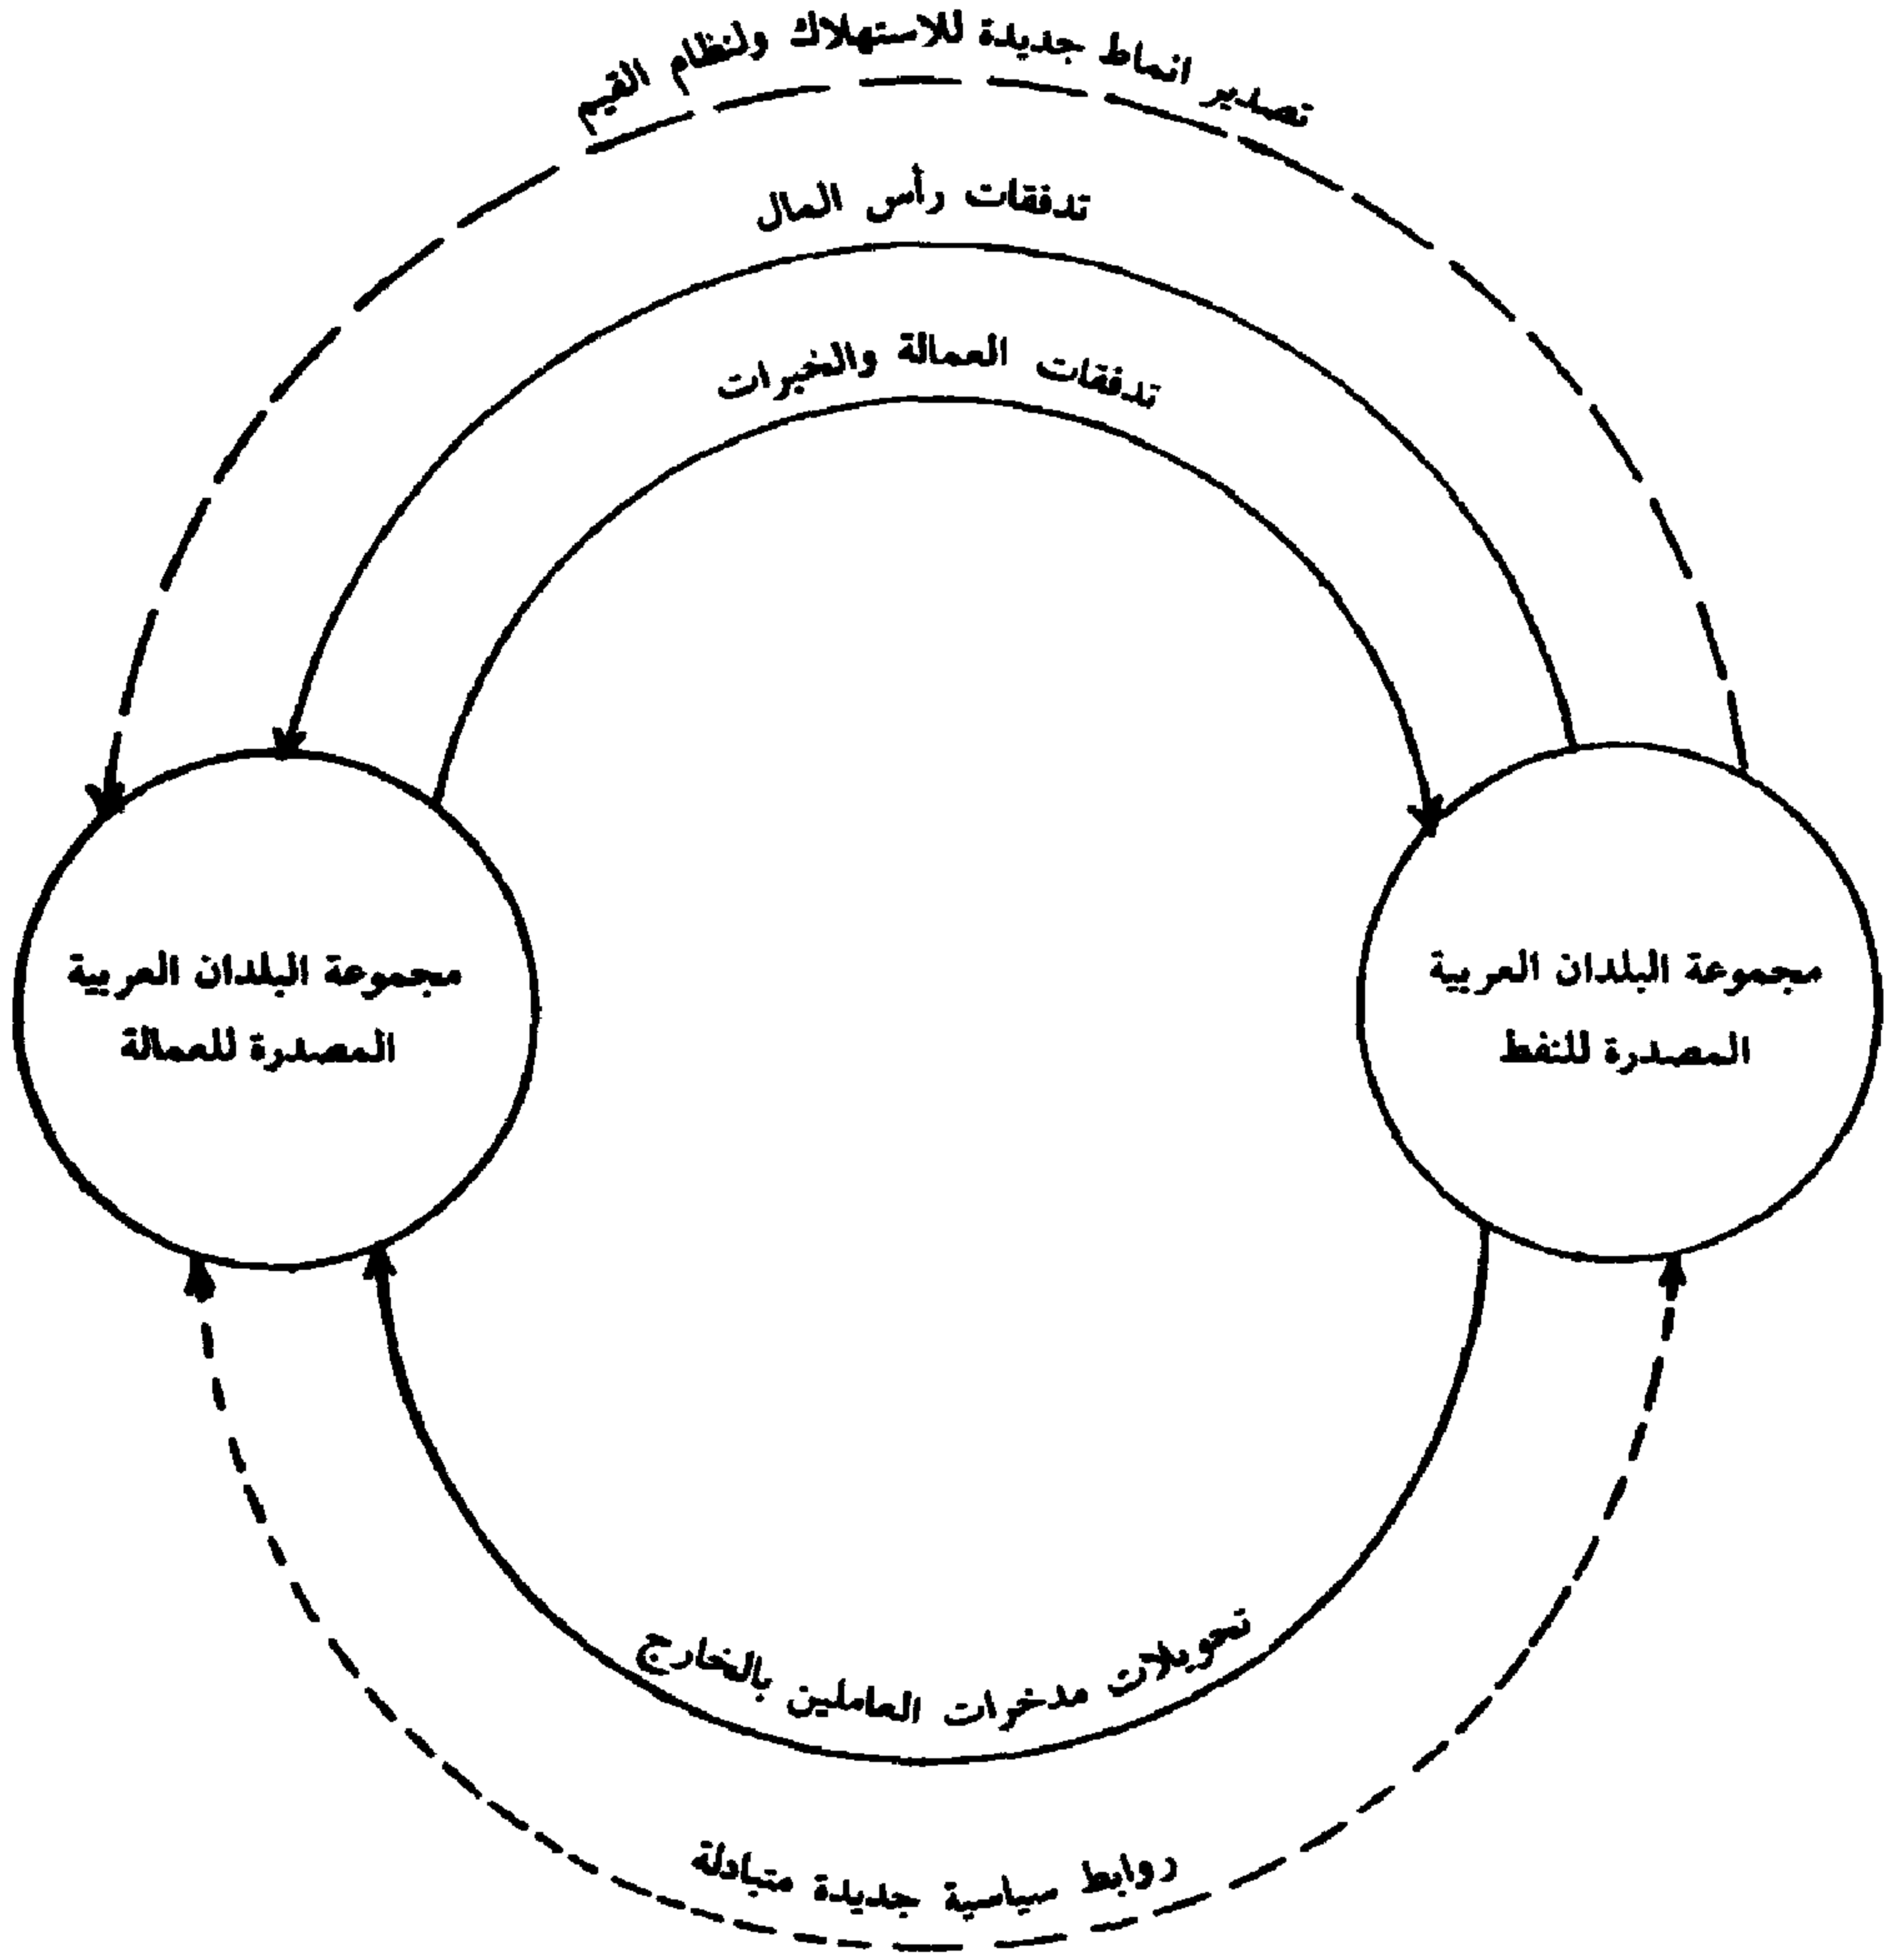 تصدير انماط جديدة للاستهلاك ولنظام القيم
تدفقات رأس المال
تدفقات العمالة والخبرات
مجموعة البلدان العربية
المصدرة للنفط
مجموعة البلدان العربية
المصدرة للعمالة
تحويلات مدخرات العاملين بالخارج
روابط سياسية جديدة متبادلة